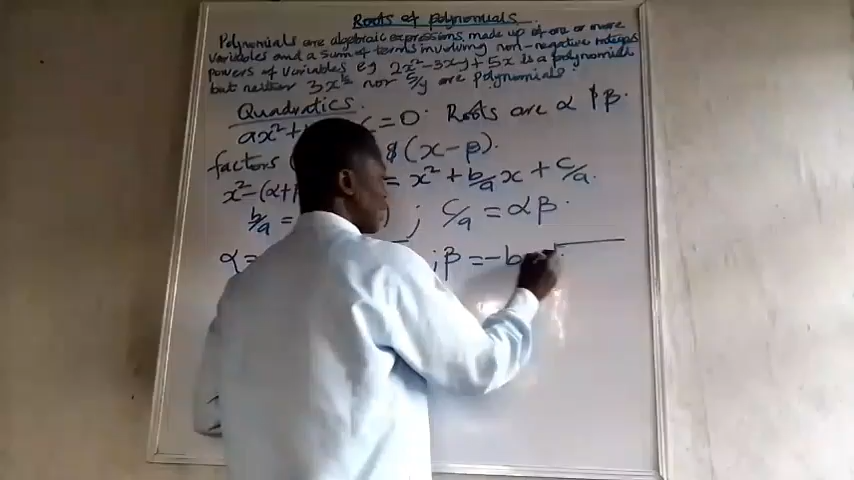 Roots of polynomials.
Polynomials are algebraic expressions, made up of one or more
variables and a sum of terms involving non-negative integer
powers of variables eg 2x²-3xy+5x is a polynomial
but neither 3x^½ nor 5/y are polynomials.
Quadratics
ax²+ c=0. Roots are α & β.
factors (x-β).
x²-(α+ = x² + b/a x + c/a.
b/a = ; c/a = αβ.
α= ; β = -b